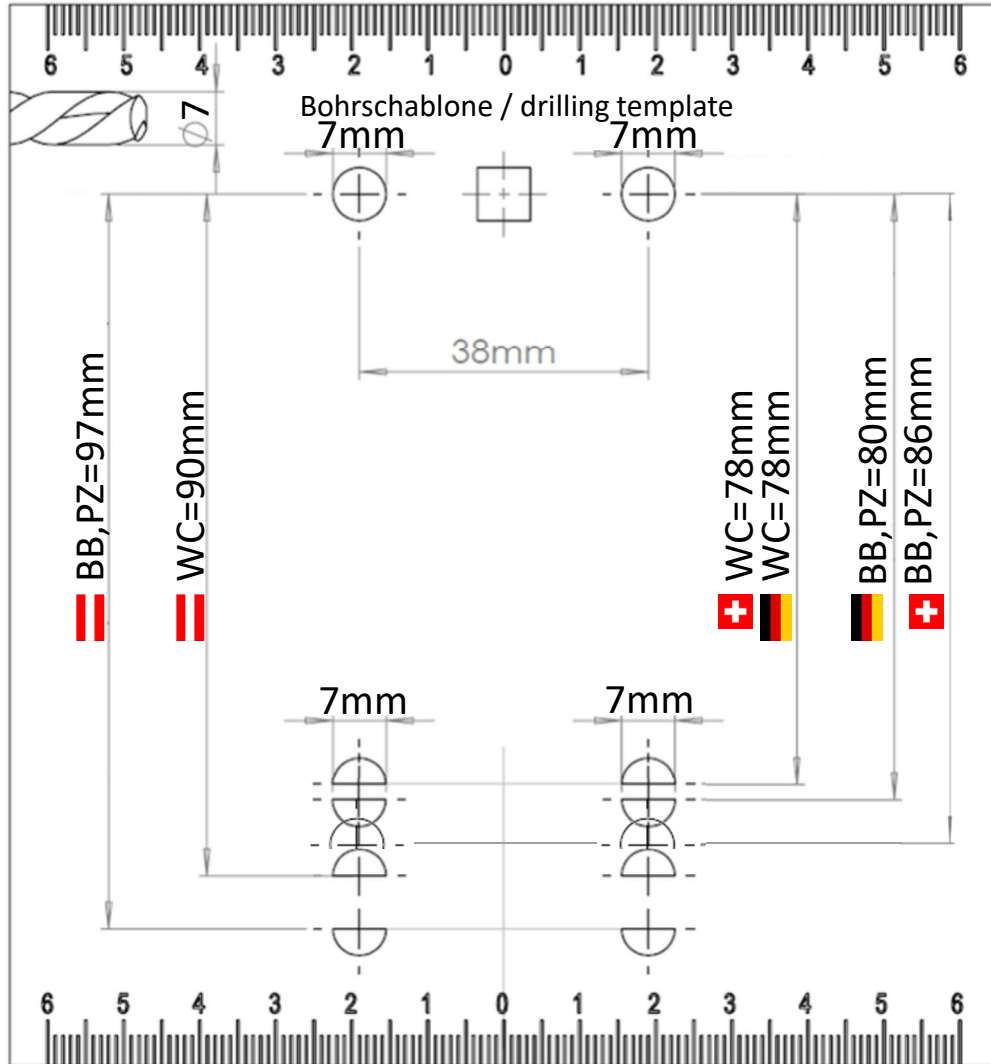 6 5 4 3 2 1 0 1 2 3 4 5 6
⌀7
Bohrschablone / drilling template
7mm 7mm
38mm
BB,PZ=97mm
WC=90mm
WC=78mm
WC=78mm
BB,PZ=80mm
BB,PZ=86mm
7mm 7mm
6 5 4 3 2 1 0 1 2 3 4 5 6